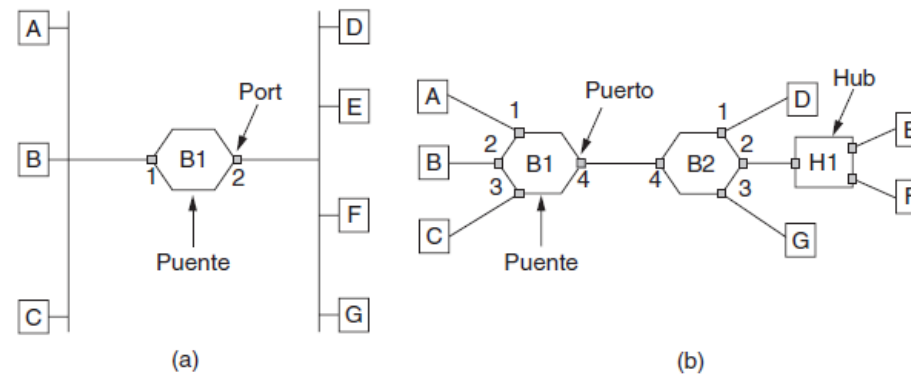 A
B
C
1
B1
2
Port
Puente
D
E
F
G
(a)
A
B
C
1
2
3
B1
4
Puerto
Puente
4
B2
1
2
3
D
G
Hub
H1
E
F
(b)